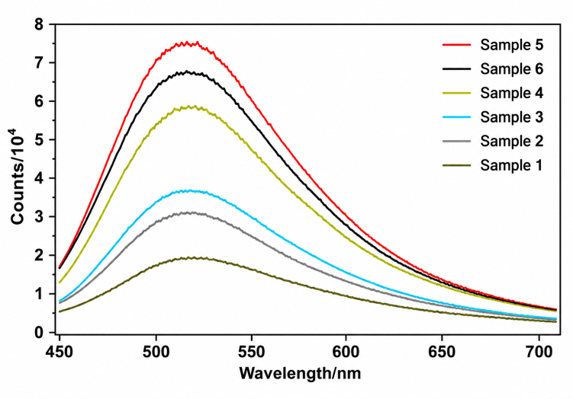 8
7
6
5
4
3
2
1
0
Counts/10⁴
Sample 5
Sample 6
Sample 4
Sample 3
Sample 2
Sample 1
450 500 550 600 650 700
Wavelength/nm